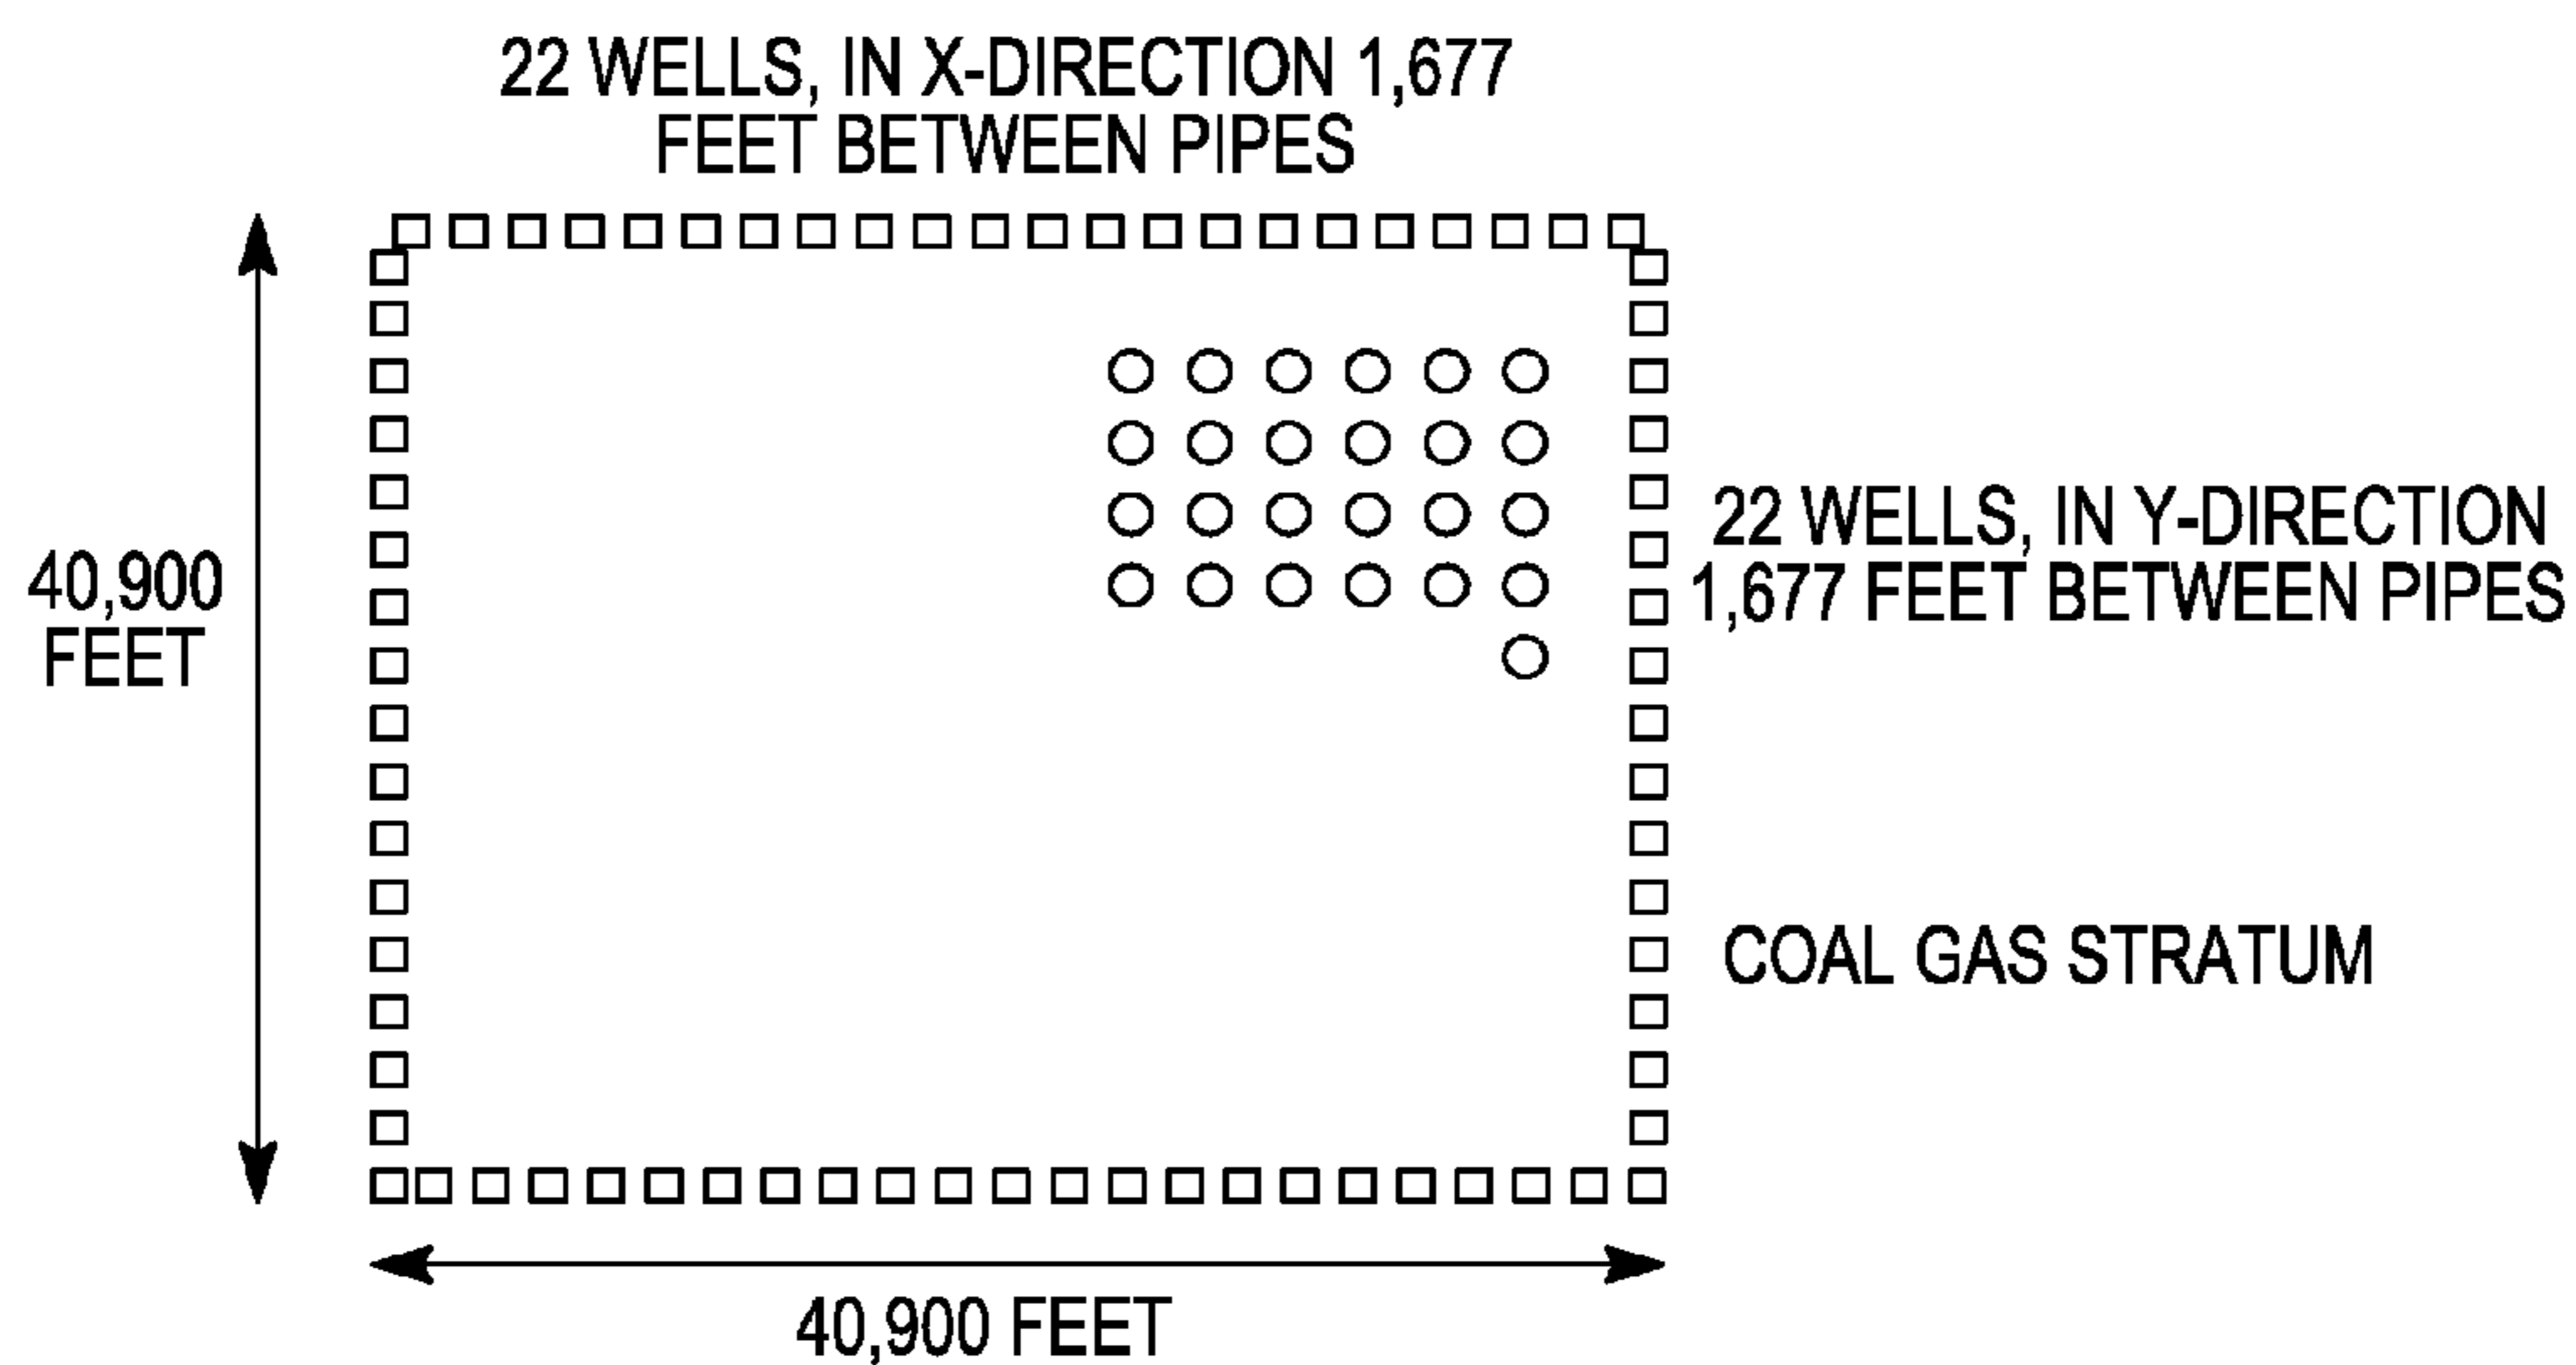 22 WELLS, IN X-DIRECTION 1,677
FEET BETWEEN PIPES
40,900
FEET
22 WELLS, IN Y-DIRECTION
1,677 FEET BETWEEN PIPES
COAL GAS STRATUM
40,900 FEET